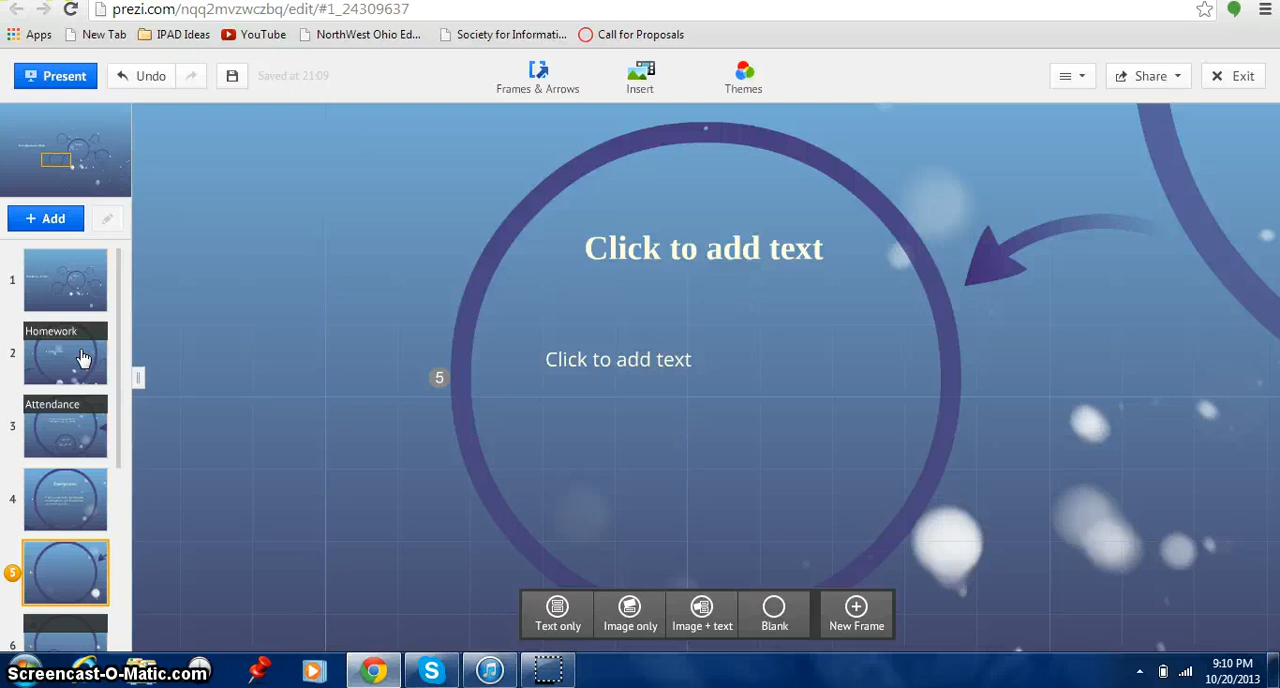 prezi.com/nqq2mvzwczbq/edit/#1_24309637
Apps New Tab IPAD Ideas YouTube NorthWest Ohio Ed... Society for Informati... Call for Proposals
Present Undo Saved at 21:09 Frames & Arrows Insert Themes Share Exit
+ Add
1
Homework
2
Attendance
3
4
5
6
Click to add text
Click to add text
5
Text only Image only Image + text Blank New Frame
Screencast-O-Matic.com
9:10 PM
10/20/2013